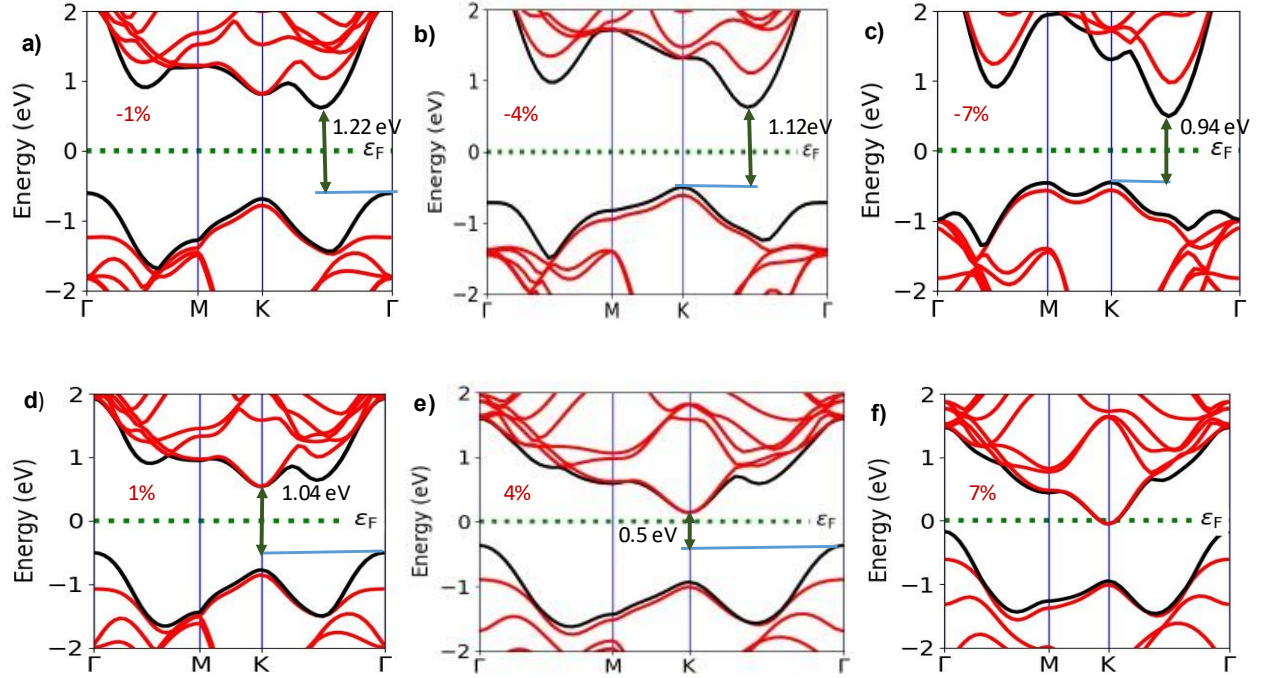 a)
Energy (eV)
2
1
0
−1
−2
-1%
1.22 eV
εF
Γ
M
K
Γ
b)
Energy (eV)
2
1
0
−1
−2
-4%
1.12 eV
εF
Γ
M
K
Γ
c)
Energy (eV)
2
1
0
−1
−2
-7%
0.94 eV
εF
Γ
M
K
Γ
d)
Energy (eV)
2
1
0
−1
−2
1%
1.04 eV
εF
Γ
M
K
Γ
e)
Energy (eV)
2
1
0
−1
−2
4%
0.5 eV
εF
Γ
M
K
Γ
f)
Energy (eV)
2
1
0
−1
−2
7%
εF
Γ
M
K
Γ